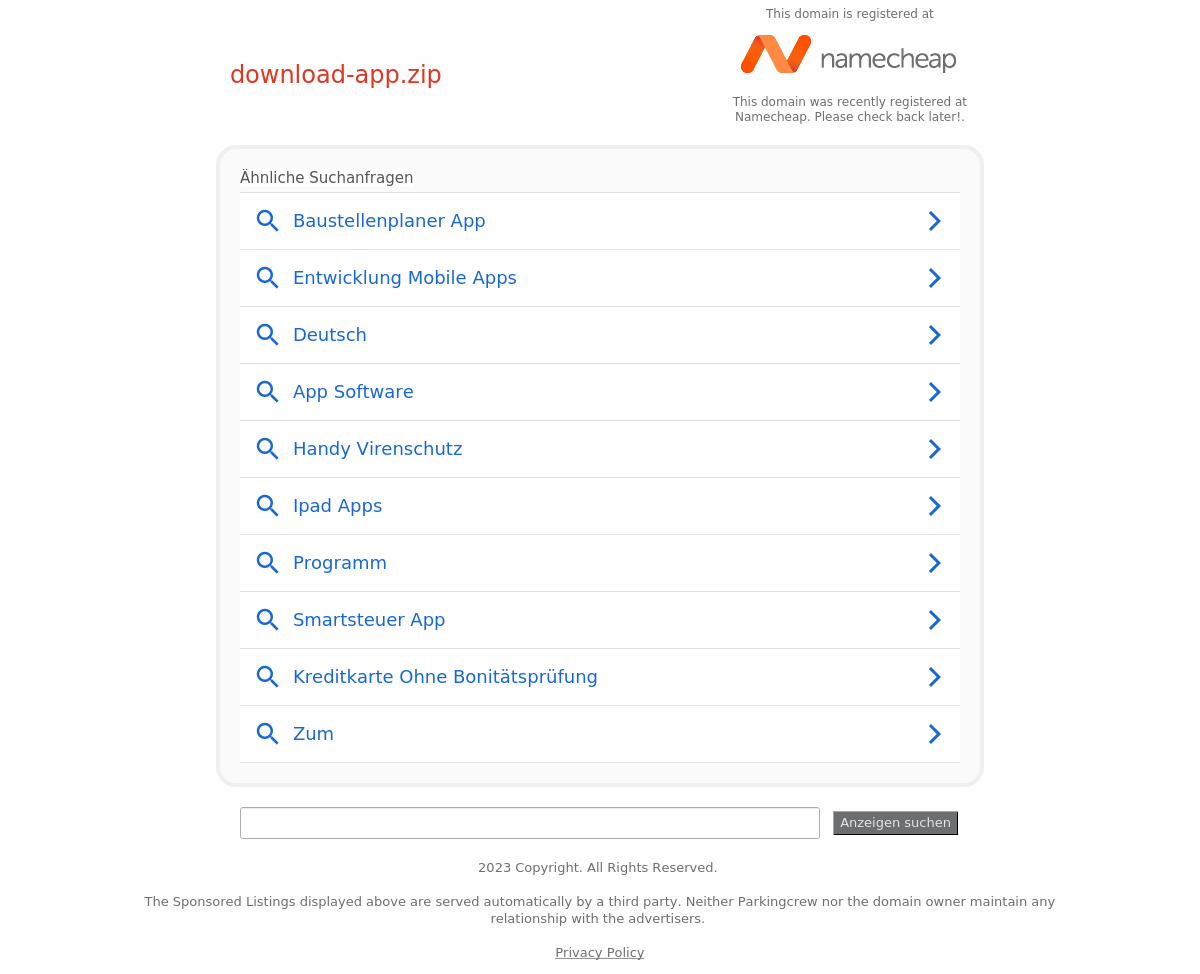 This domain is registered at
namecheap
download-app.zip
This domain was recently registered at
Namecheap. Please check back later!.
Ähnliche Suchanfragen
Baustellenplaner App
Entwicklung Mobile Apps
Deutsch
App Software
Handy Virenschutz
Ipad Apps
Programm
Smartsteuer App
Kreditkarte Ohne Bonitätsprüfung
Zum
Anzeigen suchen
2023 Copyright. All Rights Reserved.
The Sponsored Listings displayed above are served automatically by a third party. Neither Parkingcrew nor the domain owner maintain any
relationship with the advertisers.
Privacy Policy